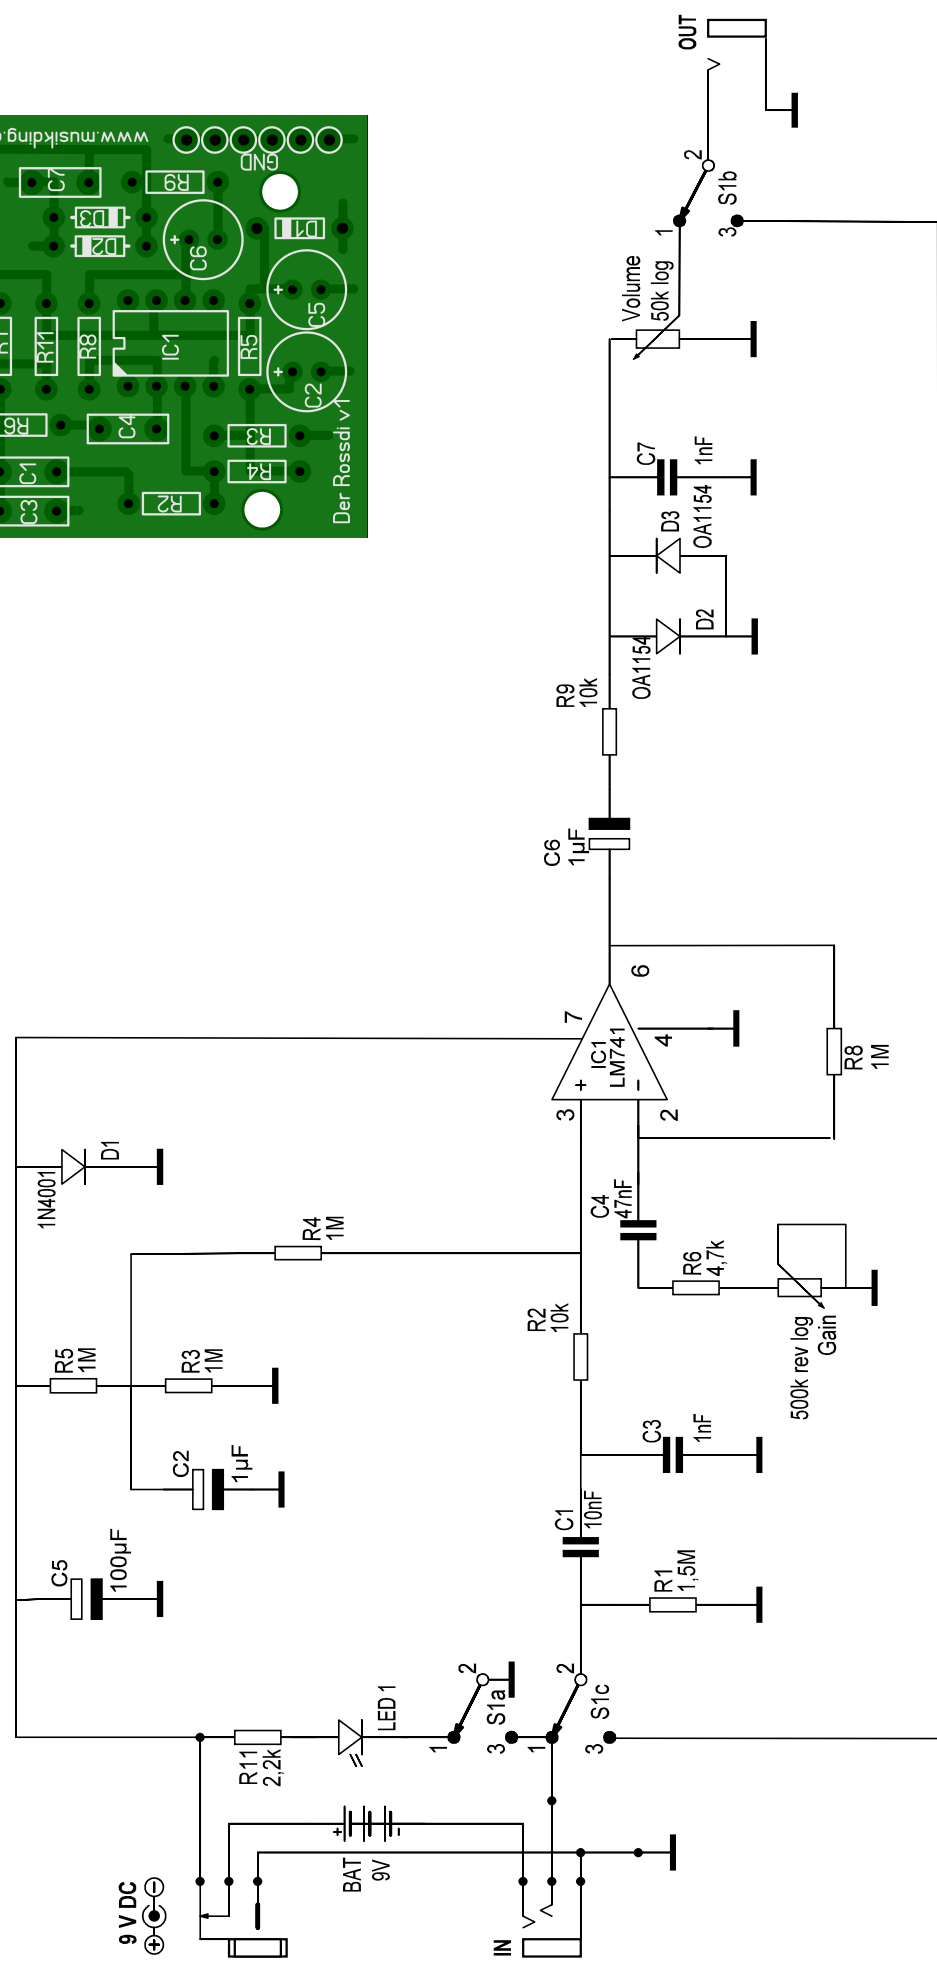 OUT
2
S1b
1
3
Volume
50k log
C7
1nF
D3
OA1154
D2
OA1154
R9
10k
C6
1µF
6
7
IC1
LM741
4
3
+
–
2
R8
1M
D1
1N4001
R4
1M
C4
47nF
R6
4,7k
500k rev log
Gain
R2
10k
R5
1M
R3
1M
C2
1µF
C3
1nF
C1
10nF
C5
100µF
R1
1,5M
2
S1a
1
3
2
S1c
1
3
LED1
R11
2,2k
+
-
BAT
9V
9 V DC
+
–
IN
www.musikding.
GND
C7
R9
D3
D2
C6
+
D1
C5
+
R11
R8
IC1
R5
C2
+
R6
C4
R3
C1
R4
C3
R2
Der Rossdi v1